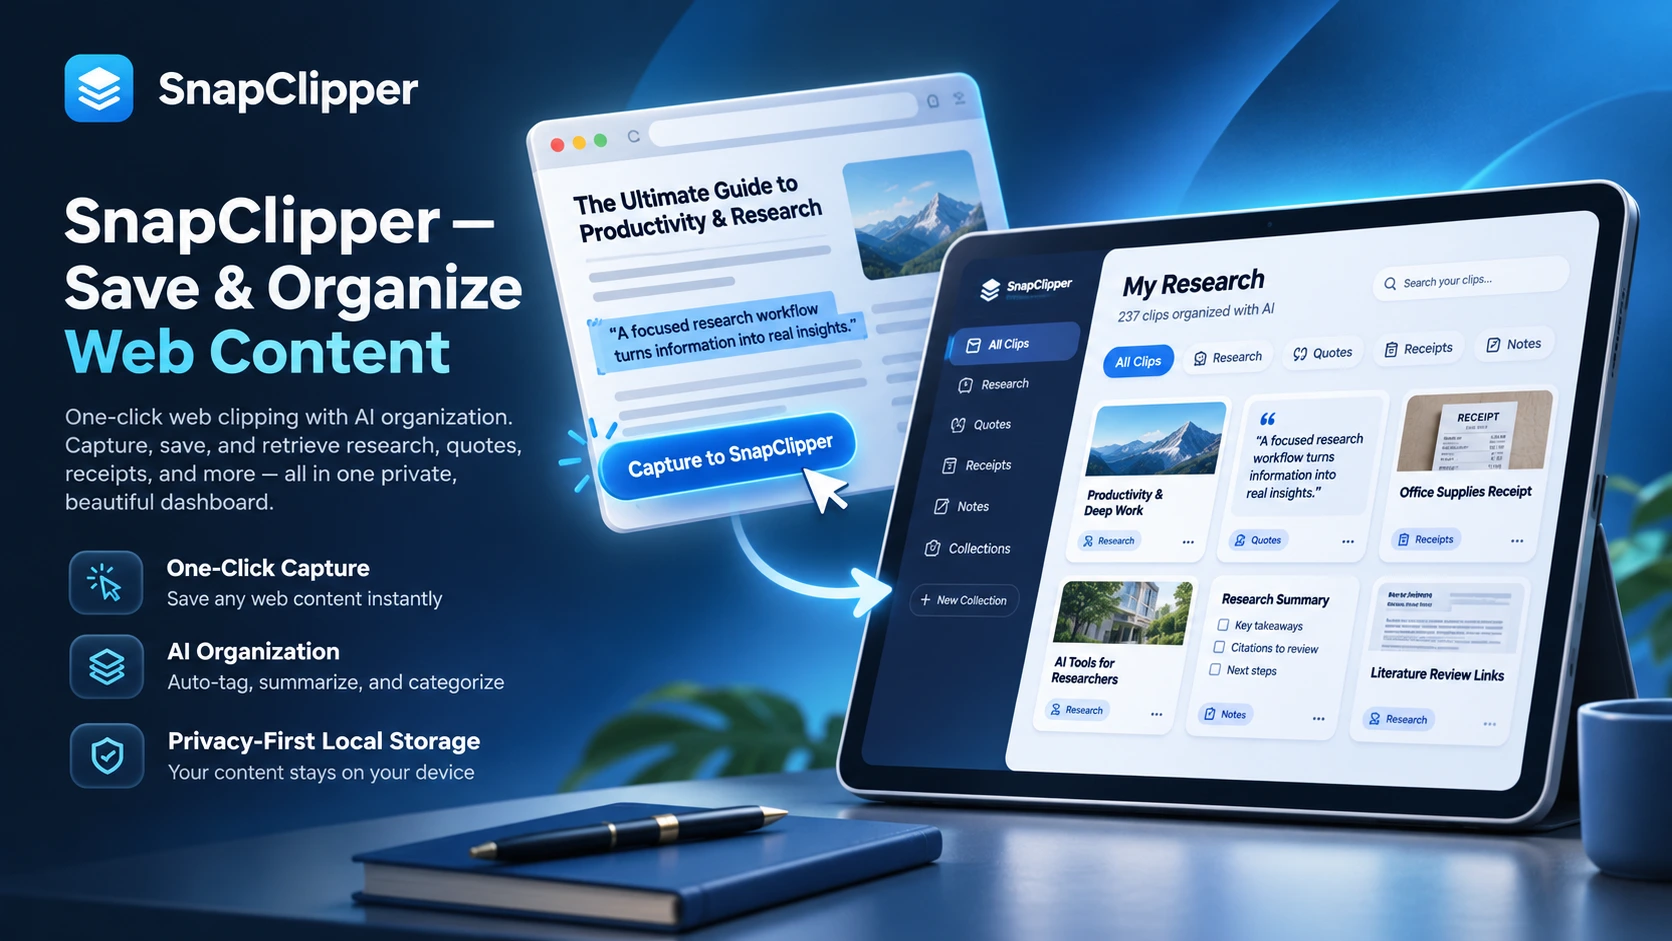 SnapClipper
SnapClipper –
Save & Organize
Web Content
One-click web clipping with AI organization.
Capture, save, and retrieve research, quotes,
receipts, and more — all in one private,
beautiful dashboard.
One-Click Capture
Save any web content instantly
AI Organization
Auto-tag, summarize, and categorize
Privacy-First Local Storage
Your content stays on your device
The Ultimate Guide to
Productivity & Research
“A focused research workflow
turns information into real insights.”
Capture to SnapClipper
SnapClipper
All Clips
Research
Quotes
Receipts
Notes
Collections
+ New Collection
My Research
237 clips organized with AI
Search your clips...
All Clips
Research
Quotes
Receipts
Notes
Productivity &
Deep Work
Research
“A focused research
workflow turns
information into
real insights.”
Quotes
RECEIPT
Office Supplies Receipt
Receipts
AI Tools for
Researchers
Research
Research Summary
Key takeaways
Citations to review
Next steps
Notes
Literature Review Links
Research